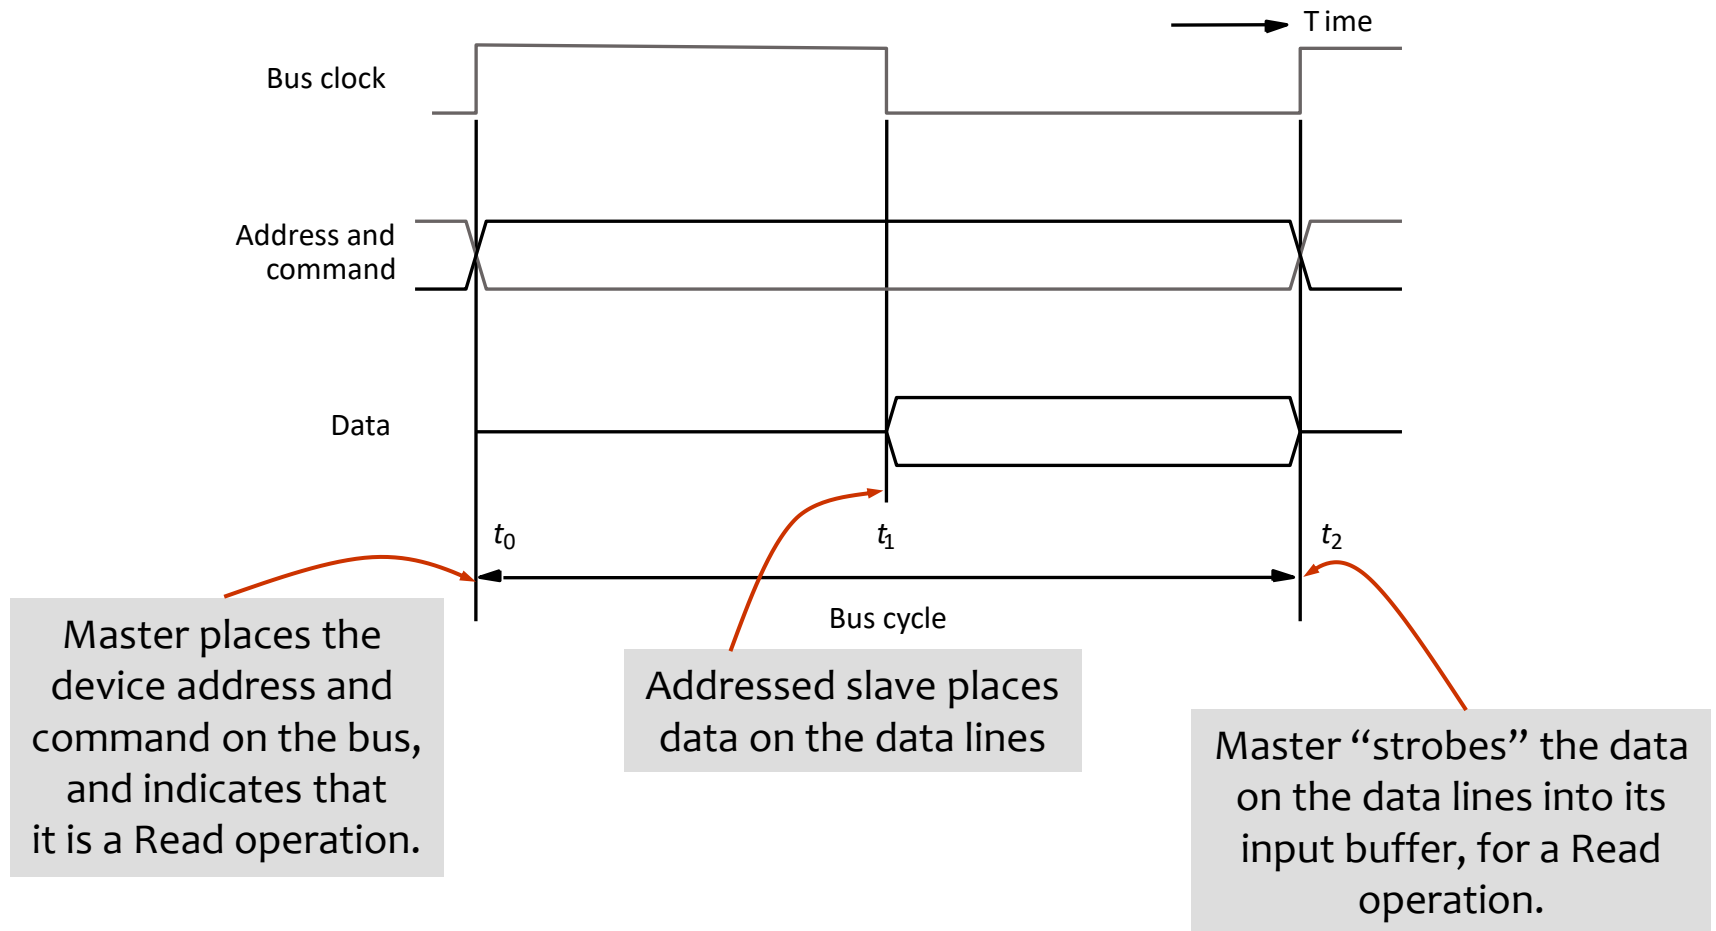 Time
Bus clock
Address and
command
Data
t0
t1
t2
Bus cycle
Master places the
device address and
command on the bus,
and indicates that
it is a Read operation.
Addressed slave places
data on the data lines
Master “strobes” the data
on the data lines into its
input buffer, for a Read
operation.